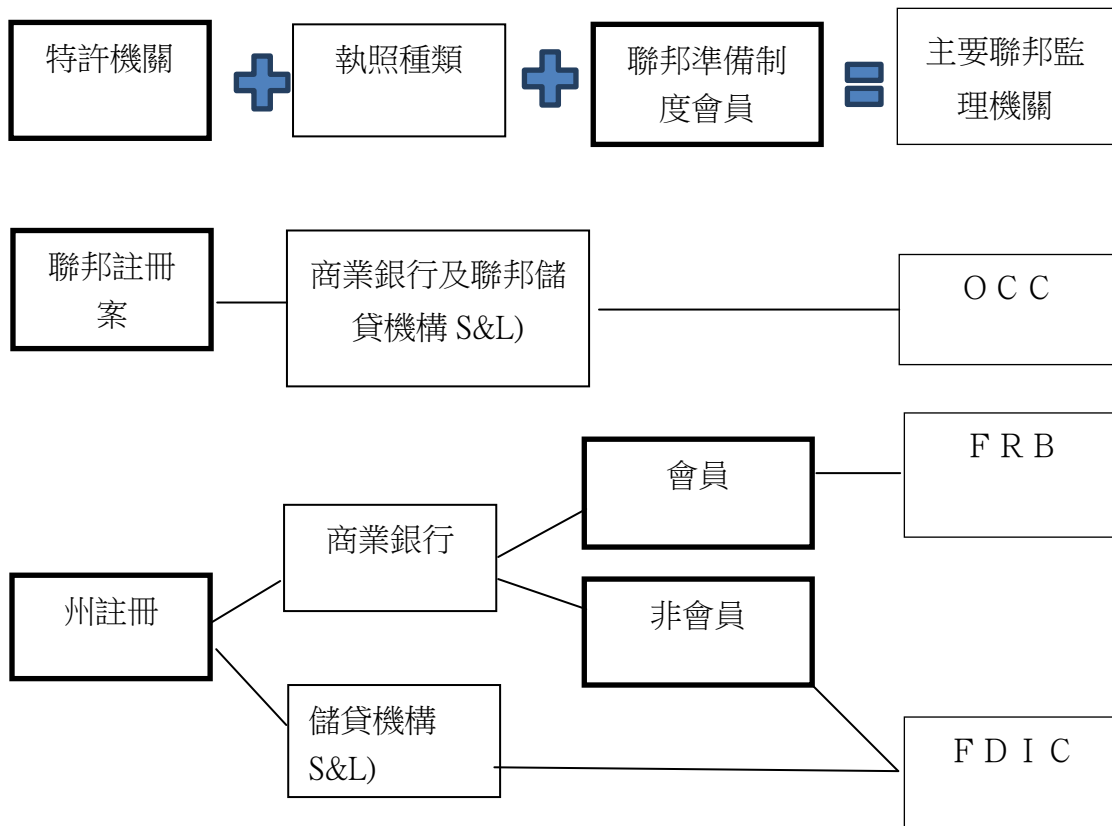 特許機關
執照種類
聯邦準備制
度會員
主要聯邦監
理機關
聯邦註冊
案
商業銀行及聯邦儲
貸機構 S&L)
ＯＣＣ
ＦＲＢ
會員
商業銀行
州註冊
非會員
儲貸機構
S&L)
ＦＤＩＣ